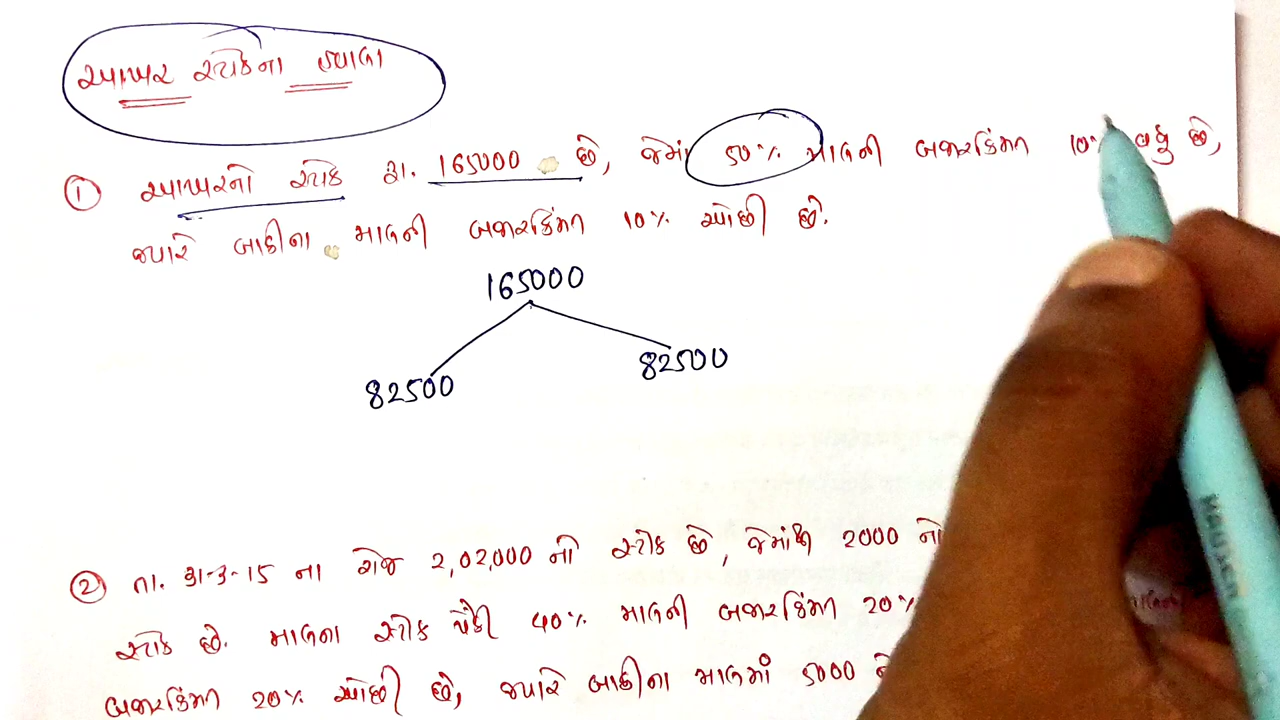 આખર સ્ટોકના હવાલા
① આખરનો સ્ટોક રૂા. 165000 છે, જેમાં 50% માલની બજારકિંમત 10% વધુ છે,
જ્યારે બાકીના માલની બજારકિંમત 10% ઓછી છે.
165000
82500 82500
② તા. 31-3-15 ના રોજ 2,02,000 નો સ્ટોક છે, જેમાંથી 2000 નો
સ્ટોક છે. માલના સ્ટોક પૈકી 40% માલની બજારકિંમત 20%
બજારકિંમત 20% ઓછી છે, જ્યારે બાકીના માલમાં 5000 ને